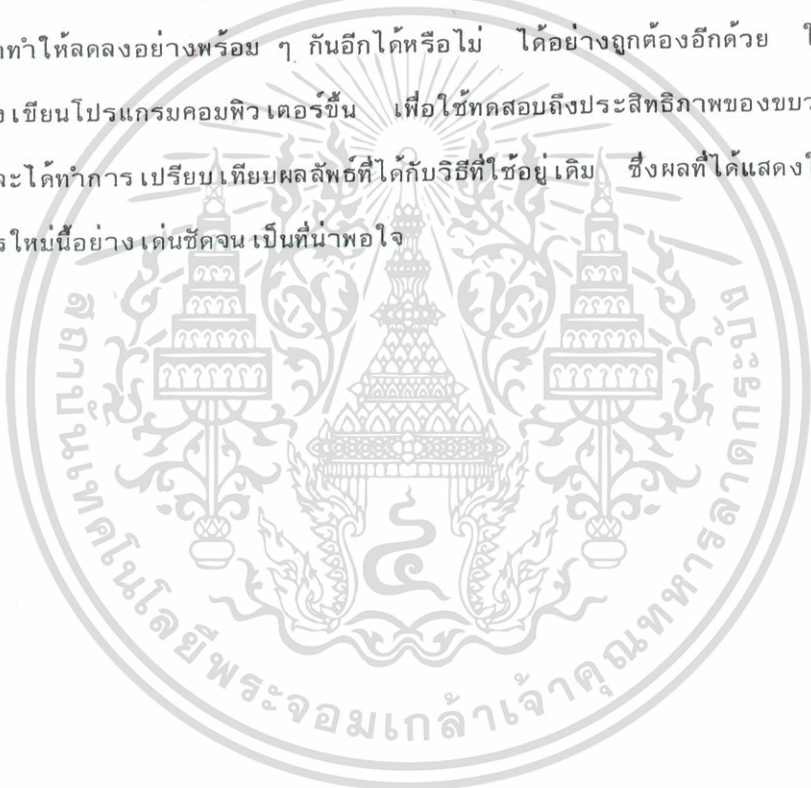 ทำให้ลดลงอย่างพร้อม ๆ กันอีกได้หรือไม่ ได้อย่างถูกต้องอีกด้วย
เขียนโปรแกรมคอมพิวเตอร์ขึ้น เพื่อใช้ทดสอบถึงประสิทธิภาพของขบว
ละได้ทำการเปรียบเทียบผลลัพธ์ที่ได้กับวิธีที่ใช้อยู่เดิม ซึ่งผลที่ได้แสดงใ
รใหม่นี้อย่างเด่นชัดจนเป็นที่น่าพอใจ
สถาบันเทคโนโลยีพระจอมเกล้าเจ้าคุณทหารลาดกระบัง